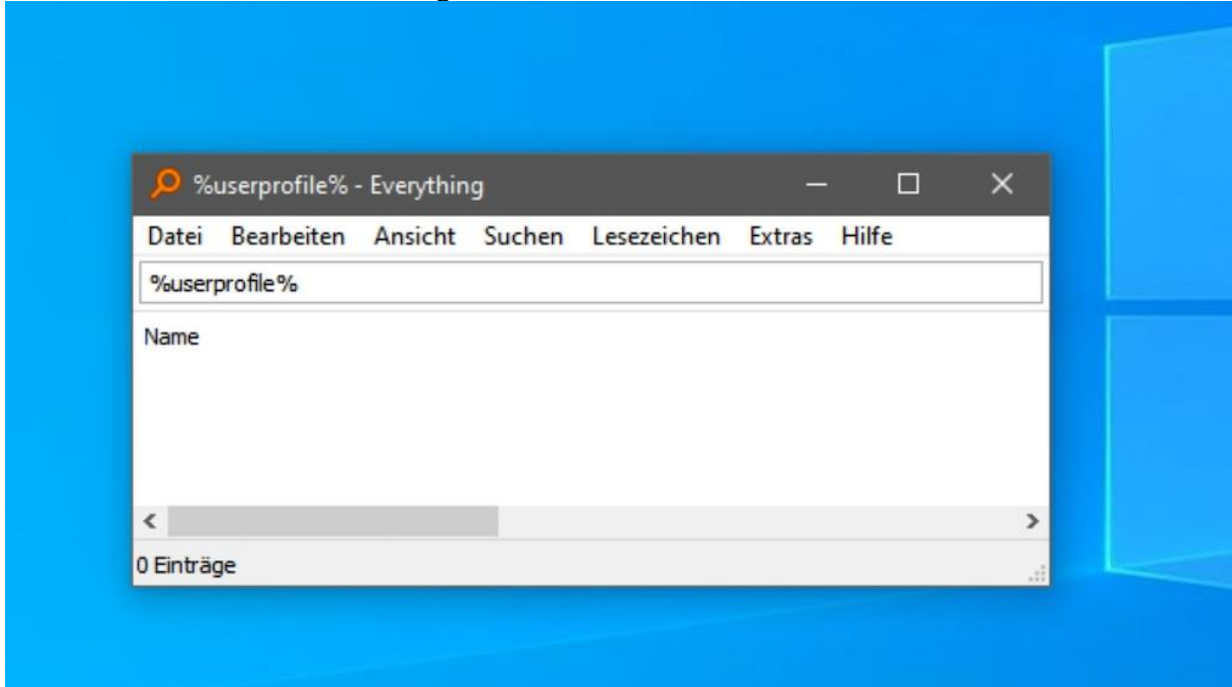 %userprofile% - Everything
Datei Bearbeiten Ansicht Suchen Lesezeichen Extras Hilfe
%userprofile%
Name
0 Einträge